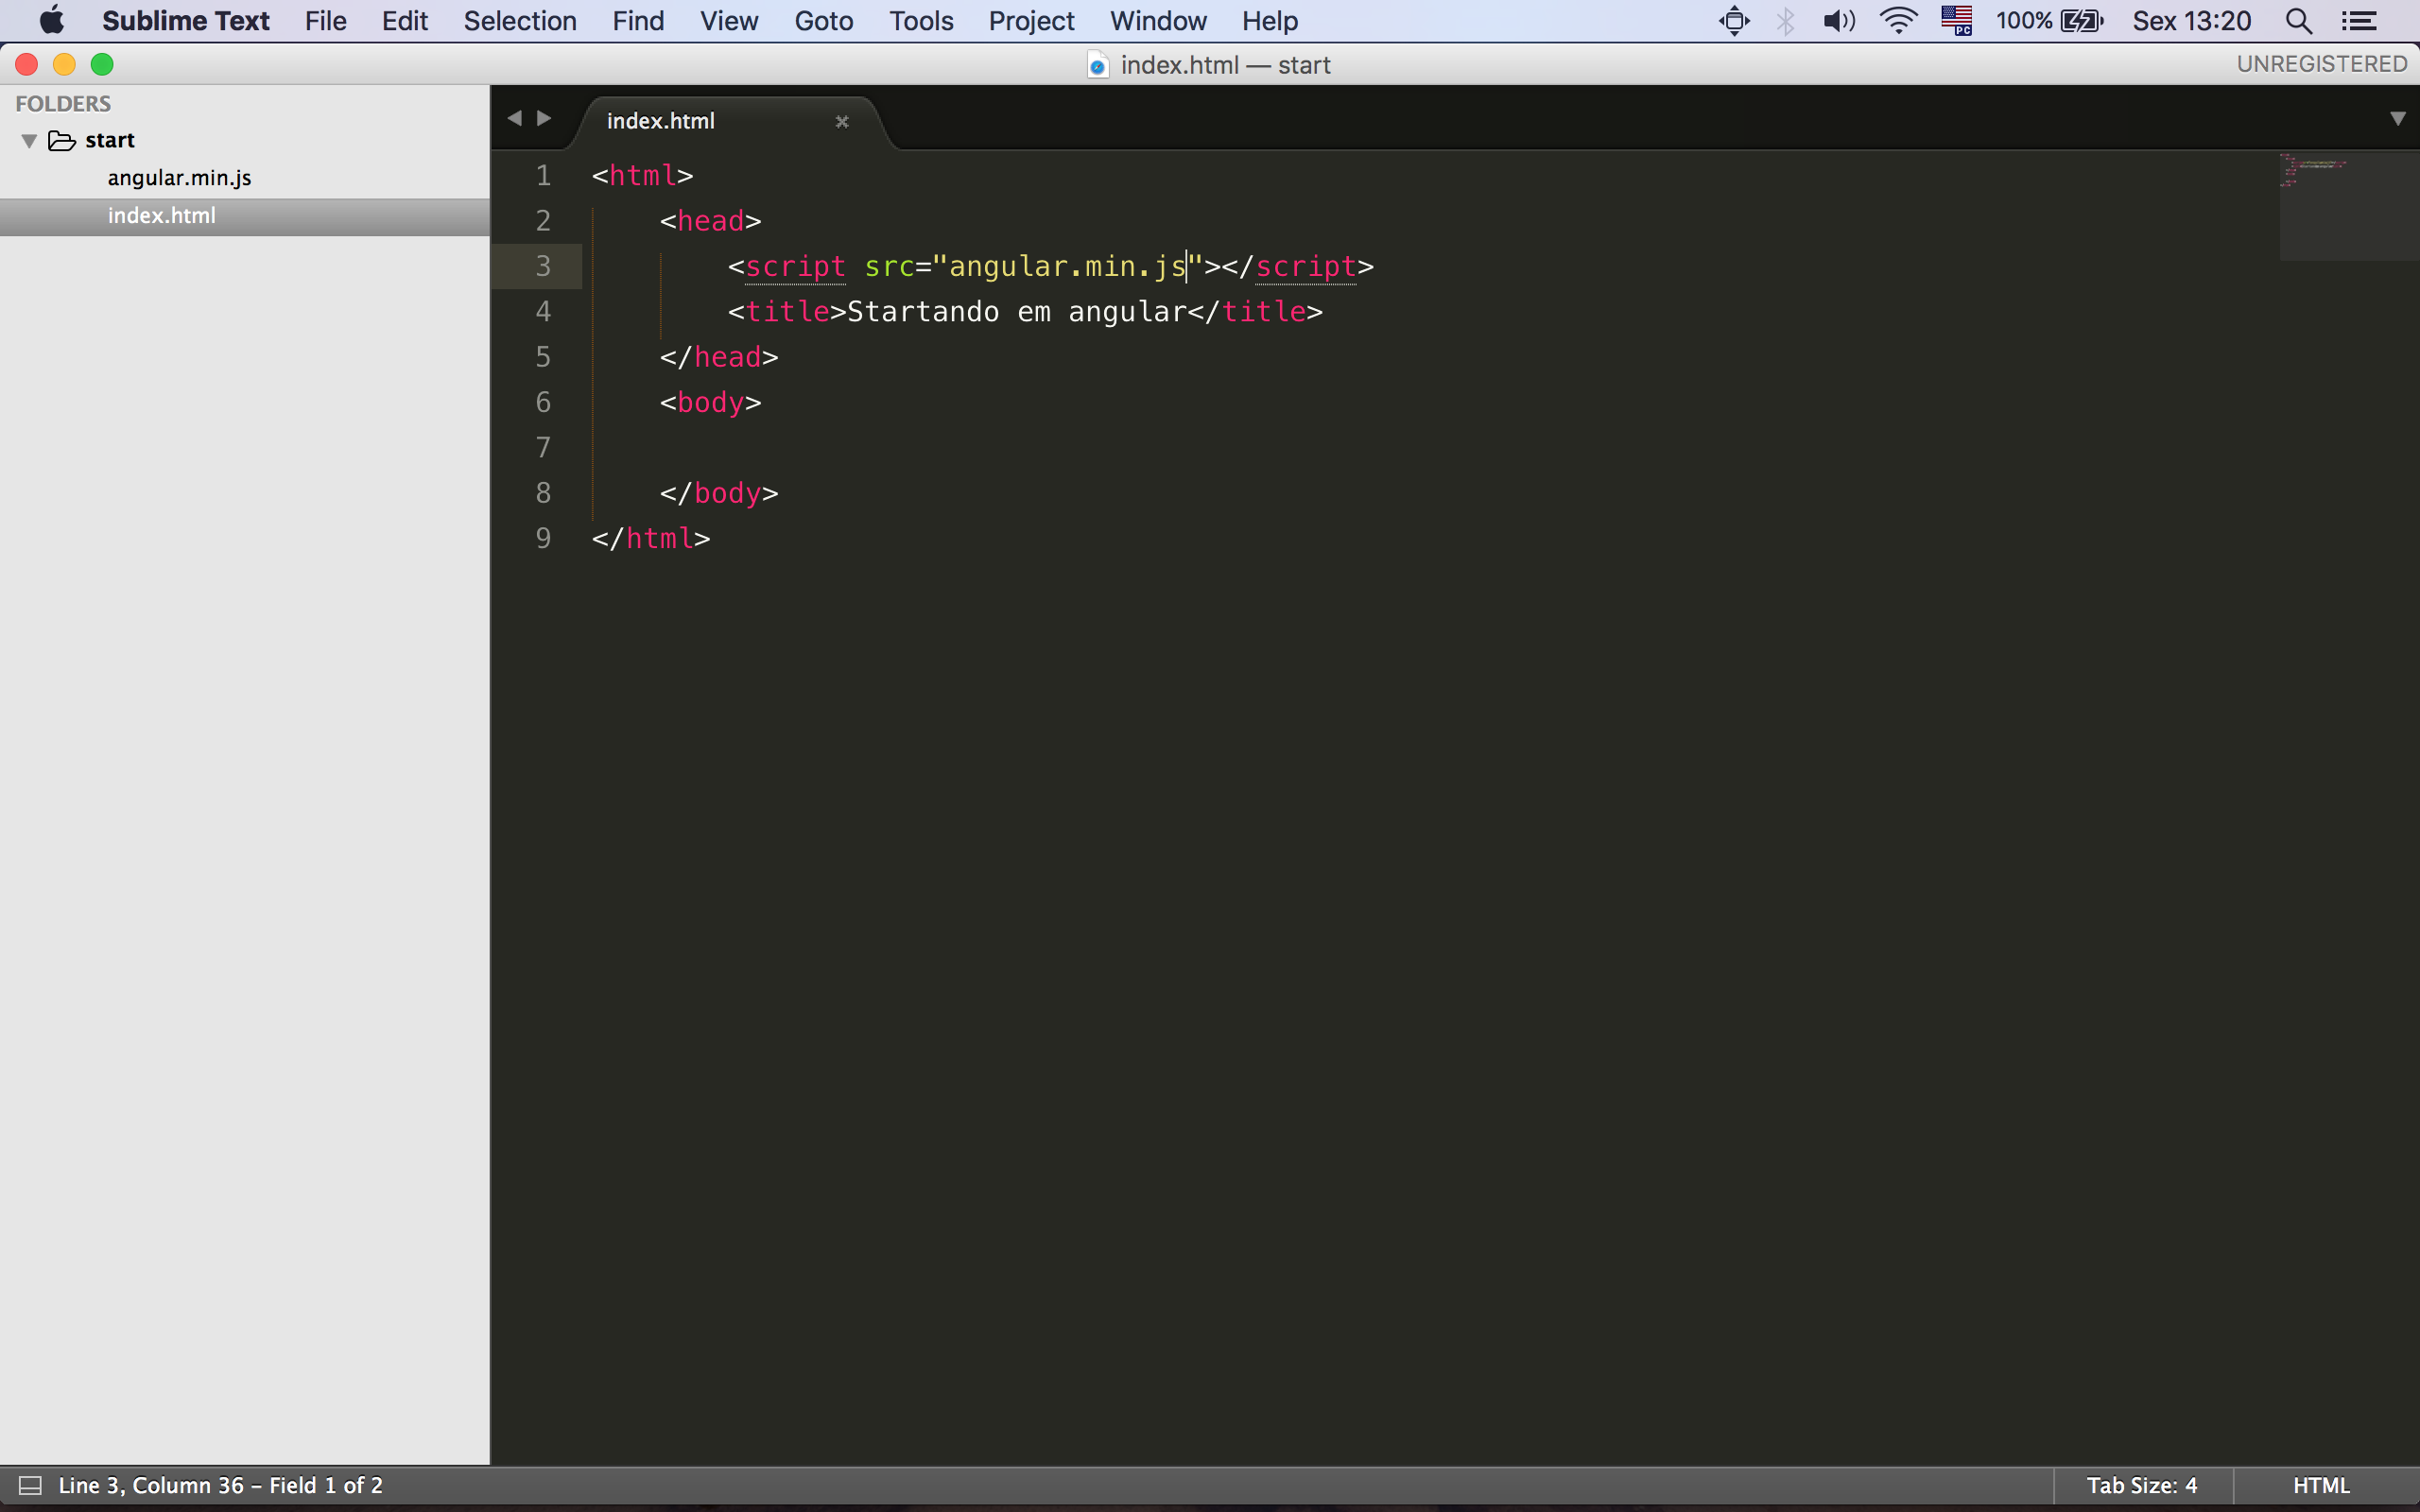 Sublime Text File Edit Selection Find View Goto Tools Project Window Help PC 100% Sex 13:20
index.html — start UNREGISTERED
FOLDERS
start
angular.min.js
index.html
index.html
1 <html>
2 <head>
3 <script src="angular.min.js"></script>
4 <title>Startando em angular</title>
5 </head>
6 <body>
7
8 </body>
9 </html>
Line 3, Column 36 – Field 1 of 2 Tab Size: 4 HTML